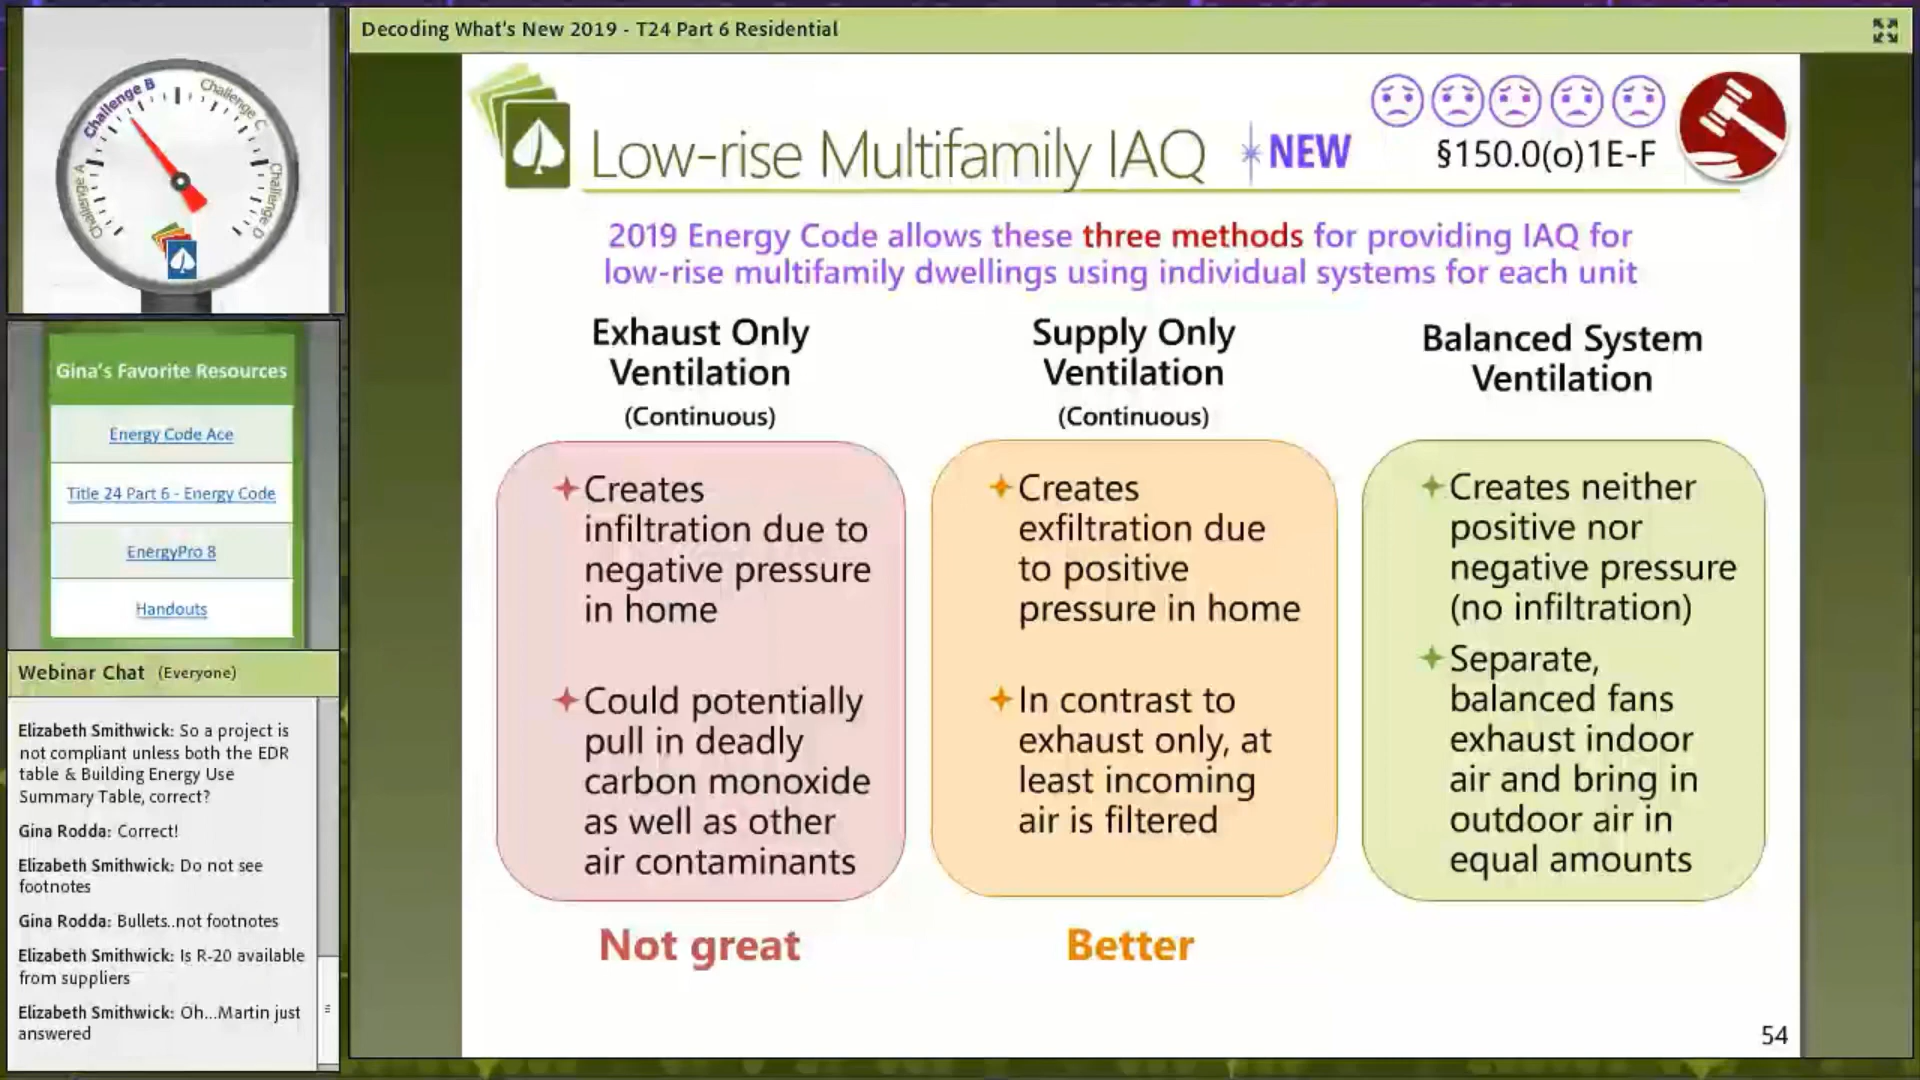 Decoding What's New 2019 - T24 Part 6 Residential
Challenge A
Challenge B
Challenge C
Challenge D
Gina's Favorite Resources
Energy Code Ace
Title 24 Part 6 - Energy Code
EnergyPro 8
Handouts
Webinar Chat (Everyone)
Elizabeth Smithwick: So a project is
not compliant unless both the EDR
table & Building Energy Use
Summary Table, correct?
Gina Rodda: Correct!
Elizabeth Smithwick: Do not see
footnotes
Gina Rodda: Bullets..not footnotes
Elizabeth Smithwick: Is R-20 available
from suppliers
Elizabeth Smithwick: Oh...Martin just
answered
Low-rise Multifamily IAQ
NEW
§150.0(o)1E-F
2019 Energy Code allows these three methods for providing IAQ for
low-rise multifamily dwellings using individual systems for each unit
Exhaust Only
Ventilation
(Continuous)
Creates
infiltration due to
negative pressure
in home
Could potentially
pull in deadly
carbon monoxide
as well as other
air contaminants
Not great
Supply Only
Ventilation
(Continuous)
Creates
exfiltration due
to positive
pressure in home
In contrast to
exhaust only, at
least incoming
air is filtered
Better
Balanced System
Ventilation
Creates neither
positive nor
negative pressure
(no infiltration)
Separate,
balanced fans
exhaust indoor
air and bring in
outdoor air in
equal amounts
54